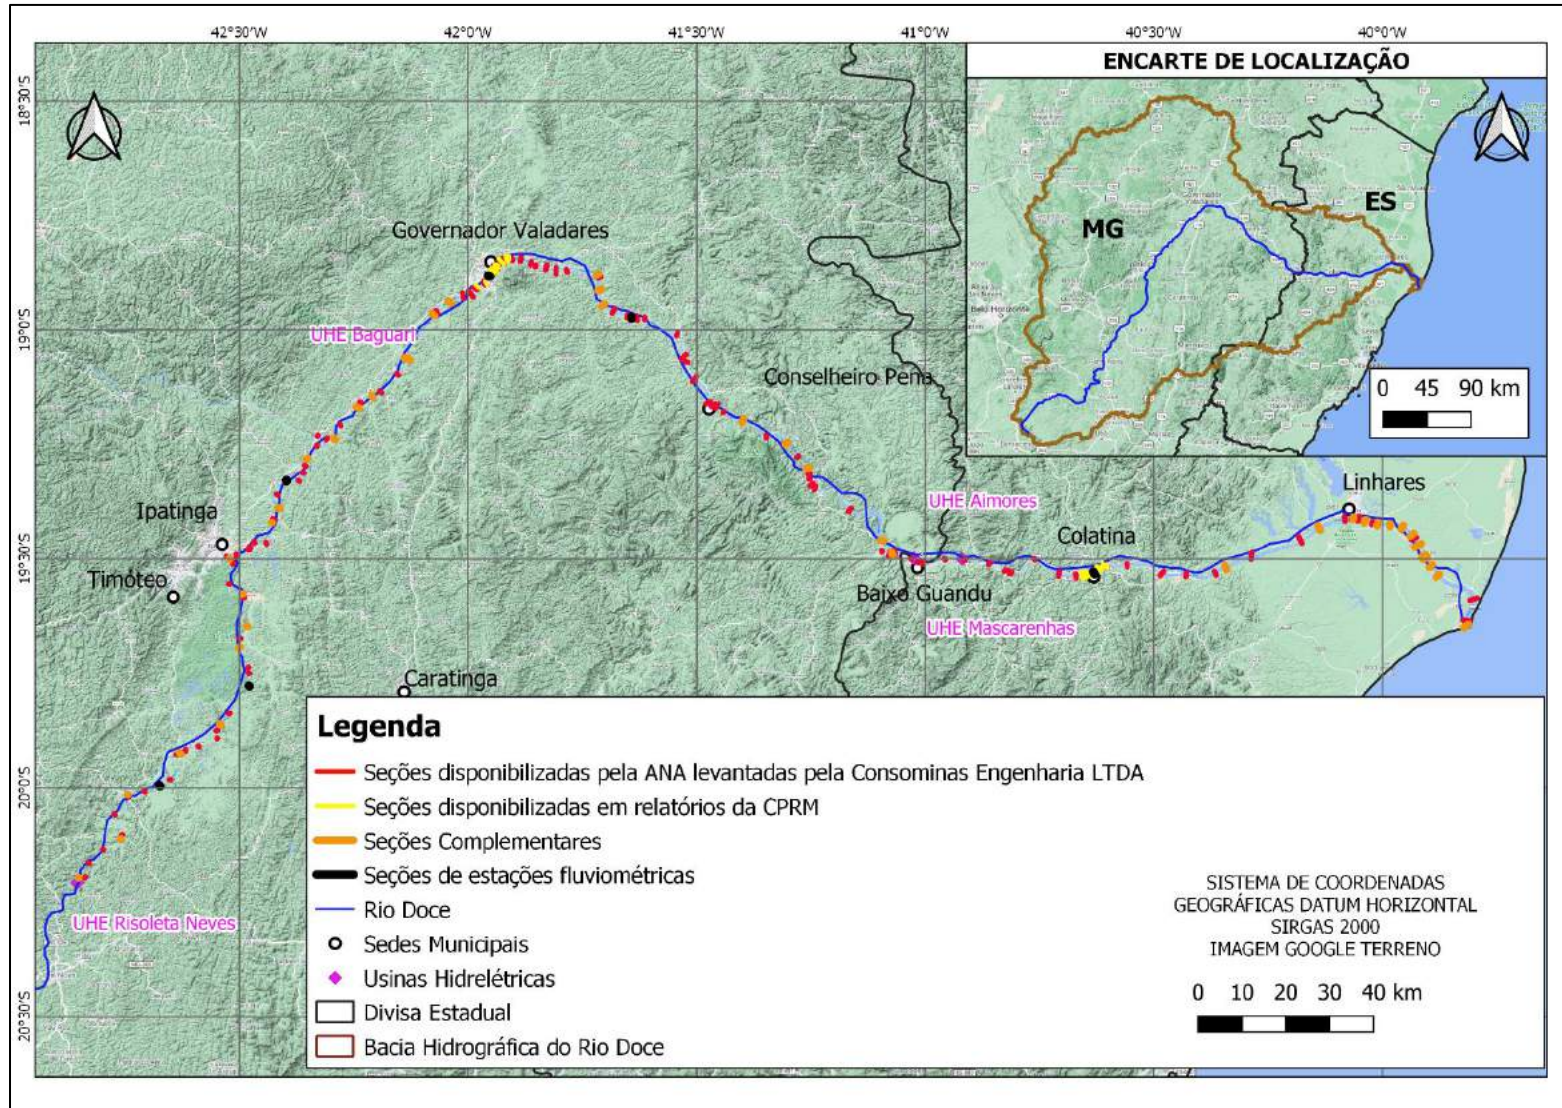 42°30'W 42°0'W 41°30'W 41°0'W 40°30'W 40°0'W
ENCARTE DE LOCALIZAÇÃO
18°30'S
ES
MG
Governador Valadares
19°0'S
UHE Baguari
Conselheiro Pena
0 45 90 km
Ipatinga
UHE Aimores
Linhares
Colatina
19°30'S
Timóteo
Baixo Guandu
UHE Mascarenhas
Caratinga
Legenda
Seções disponibilizadas pela ANA levantadas pela Consominas Engenharia LTDA
20°0'S
Seções disponibilizadas em relatórios da CPRM
Seções Complementares
Seções de estações fluviométricas
UHE Risoleta Neves
Rio Doce
Sedes Municipais
Usinas Hidrelétricas
Divisa Estadual
Bacia Hidrográfica do Rio Doce
20°30'S
SISTEMA DE COORDENADAS
GEOGRÁFICAS DATUM HORIZONTAL
SIRGAS 2000
IMAGEM GOOGLE TERRENO
0 10 20 30 40 km